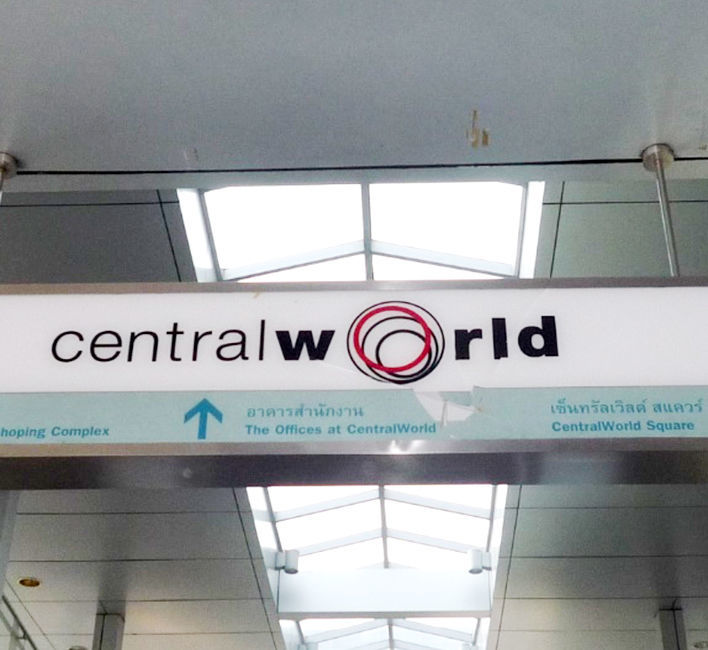 centralworld
hoping Complex
อาคารสำนักงาน
The Offices at CentralWorld
เซ็นทรัลเวิลด์ สแควร์
CentralWorld Square